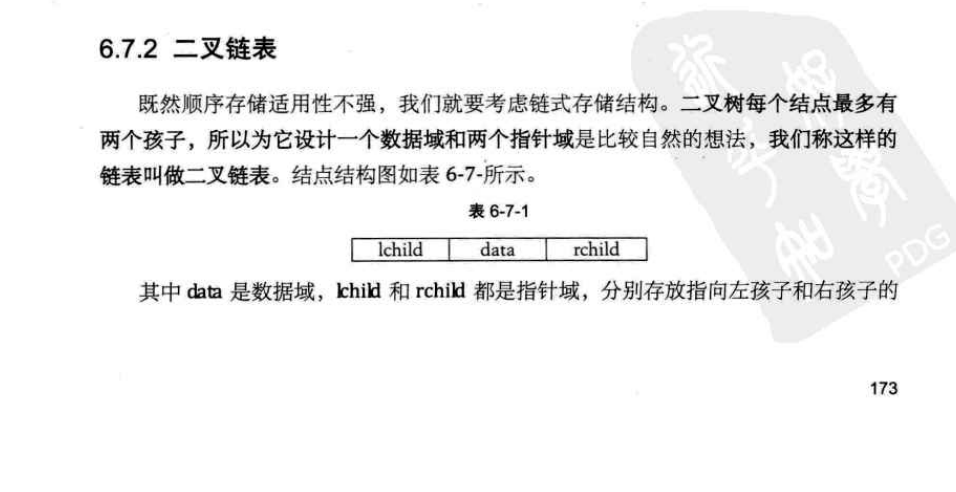 6.7.2 二叉链表
既然顺序存储适用性不强，我们就要考虑链式存储结构。二叉树每个结点最多有
两个孩子，所以为它设计一个数据域和两个指针域是比较自然的想法，我们称这样的
链表叫做二叉链表。结点结构图如表 6-7-所示。
表 6-7-1
lchild data rchild
其中 data 是数据域，lchild 和 rchild 都是指针域，分别存放指向左孩子和右孩子的
PDG
173